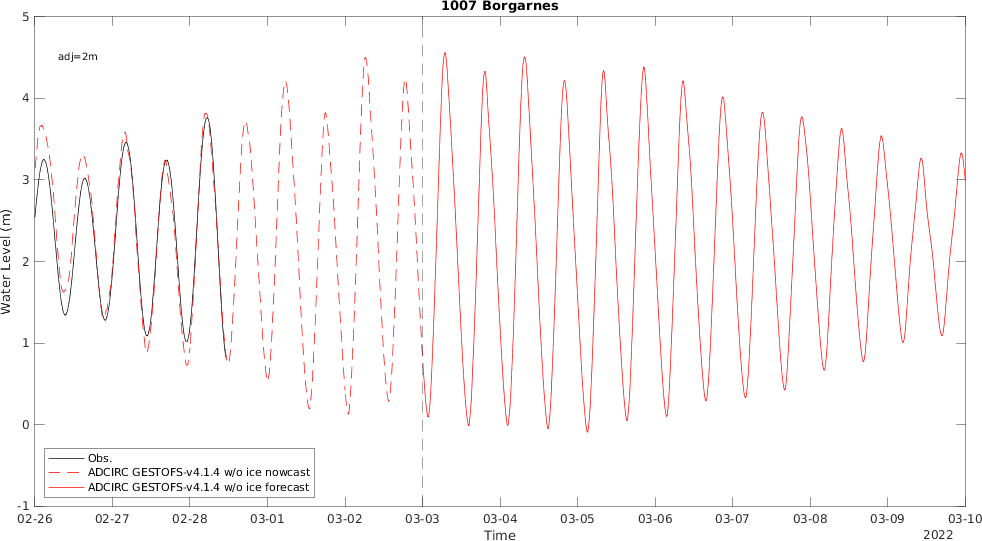 1007 Borgarnes
adj=2m
5
4
3
2
1
0
-1
Water Level (m)
Obs.
ADCIRC GESTOFS-v4.1.4 w/o ice nowcast
ADCIRC GESTOFS-v4.1.4 w/o ice forecast
02-26 02-27 02-28 03-01 03-02 03-03 03-04 03-05 03-06 03-07 03-08 03-09 03-10
Time
2022